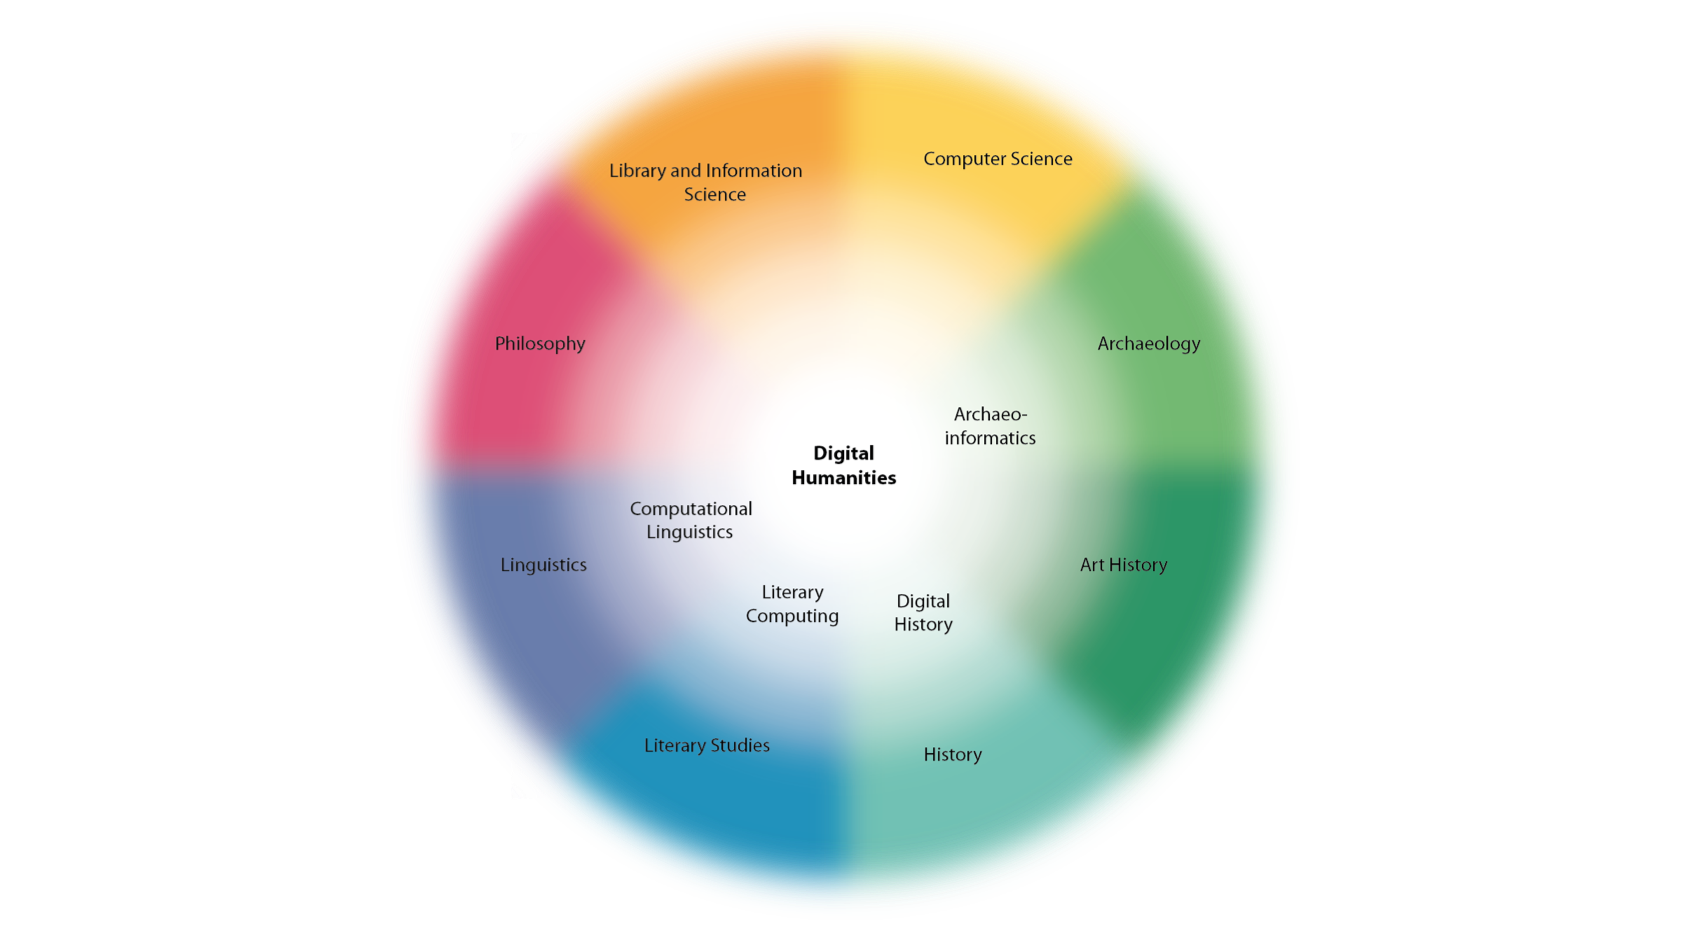 Computer Science
Library and Information
Science
Philosophy
Archaeology
Archaeo-
informatics
Digital
Humanities
Computational
Linguistics
Linguistics
Art History
Literary
Computing
Digital
History
Literary Studies
History